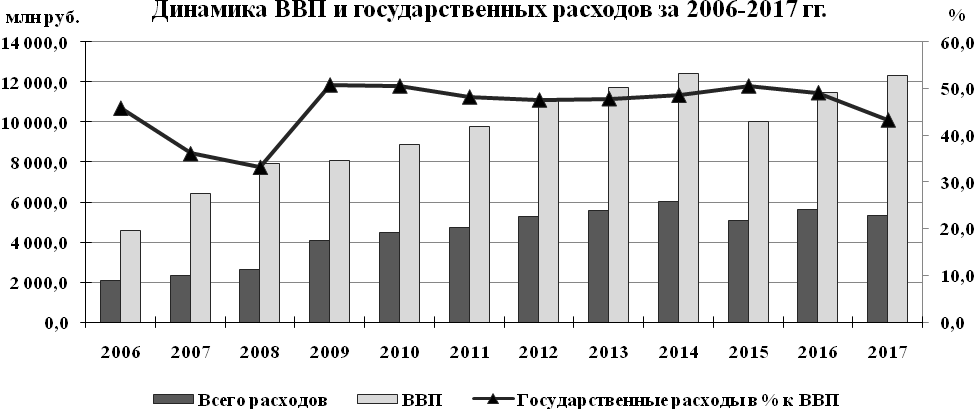 Динамика ВВП и государственных расходов за 2006-2017 гг.
млн руб. %
14 000,0 60,0
12 000,0 50,0
10 000,0 40,0
8 000,0 30,0
6 000,0 20,0
4 000,0 10,0
2 000,0 0,0
0,0
2006 2007 2008 2009 2010 2011 2012 2013 2014 2015 2016 2017
Всего расходов ВВП Государственные расходы в % к ВВП